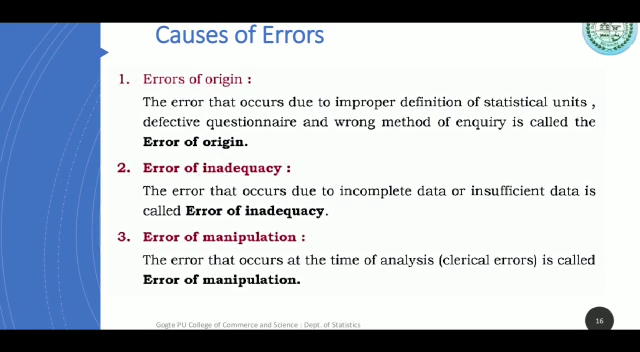 Causes of Errors
1. Errors of origin :
The error that occurs due to improper definition of statistical units ,
defective questionnaire and wrong method of enquiry is called the
Error of origin.
2. Error of inadequacy :
The error that occurs due to incomplete data or insufficient data is
called Error of inadequacy.
3. Error of manipulation :
The error that occurs at the time of analysis (clerical errors) is called
Error of manipulation.
Gogte PU College of Commerce and Science : Dept. of Statistics
16